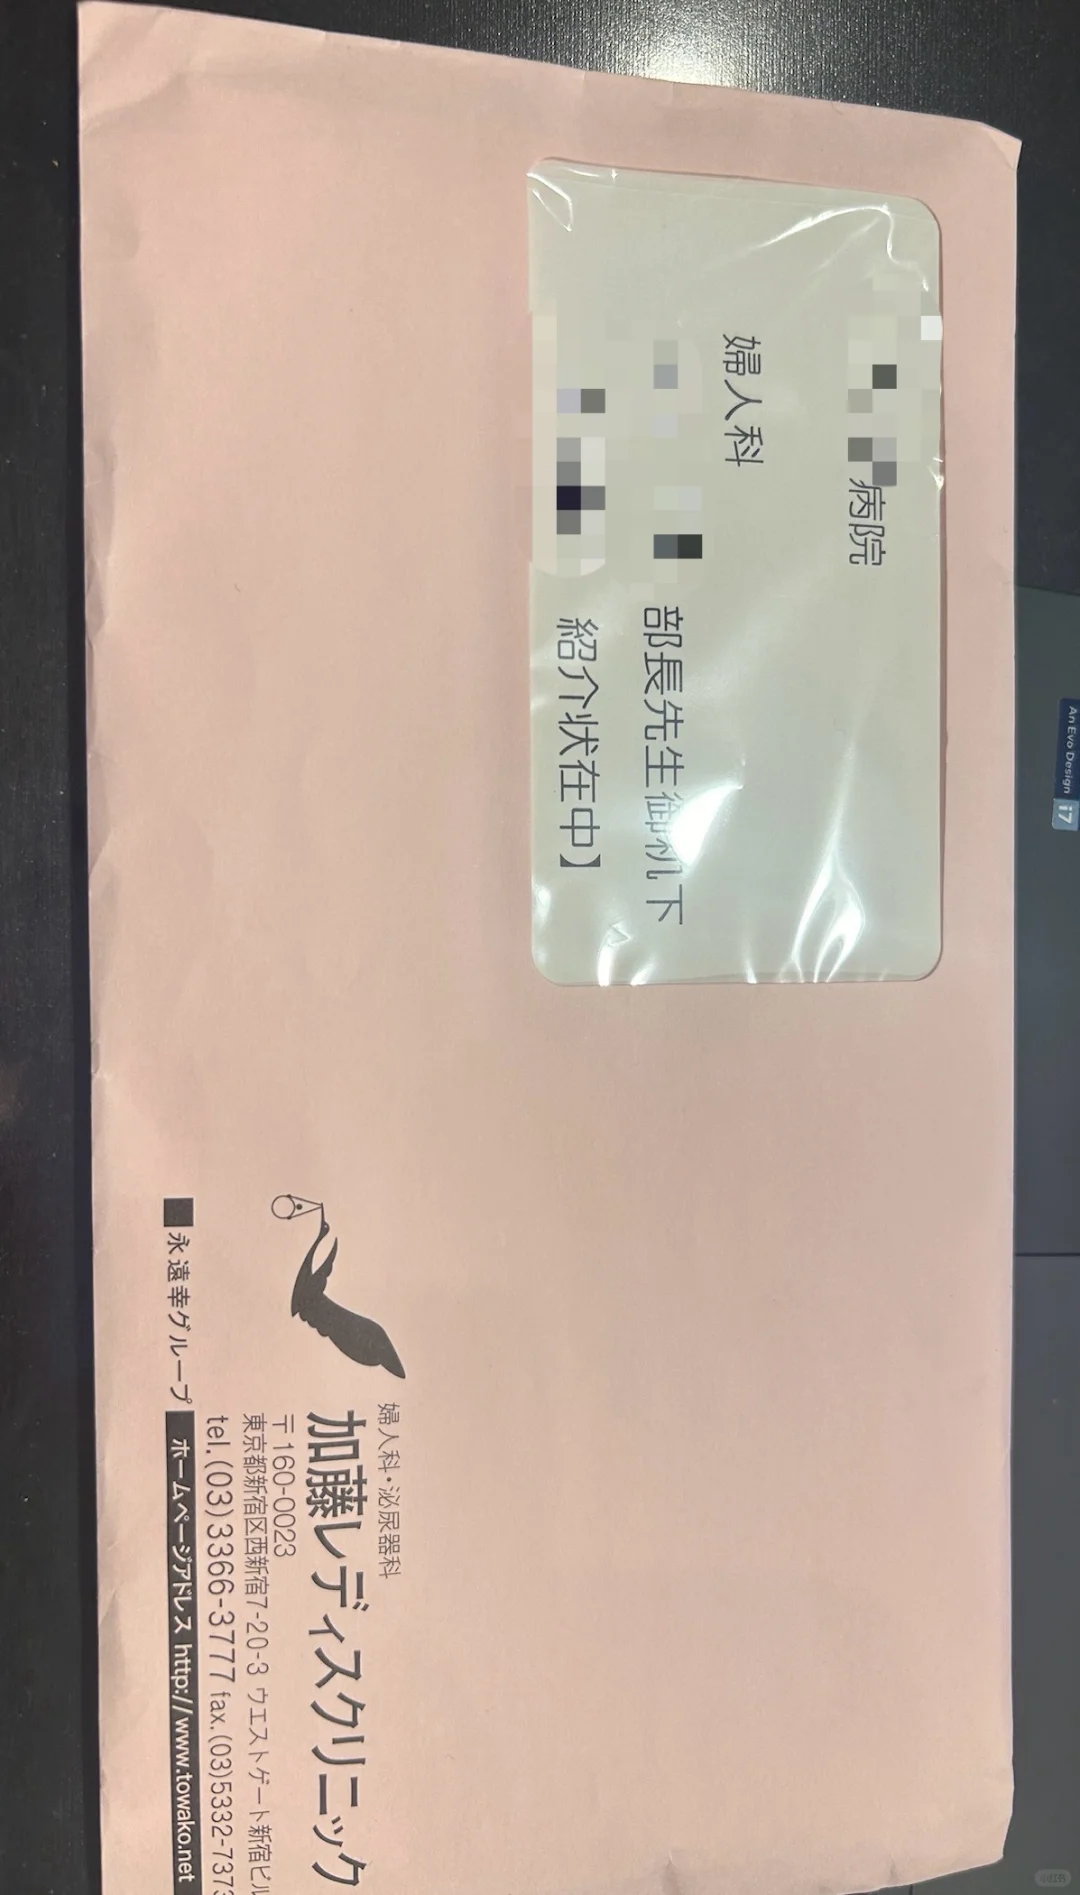 病院
婦人科
部長先生御机下
紹介状在中】
婦人科・泌尿器科
加藤レディスクリニック
〒160-0023
東京都新宿区西新宿7-20-3 ウエストゲート新宿ビル
tel.(03)3366-3777 fax.(03)5332-7373
■永遠幸グループ ホームページアドレス http://www.towako.net
An Evo Design
i7
小红书